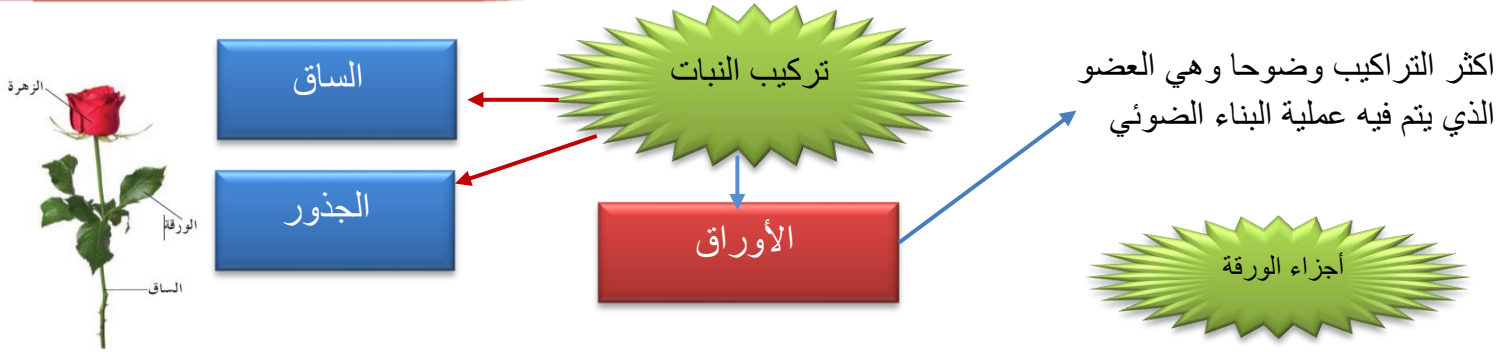 تركيب النبات
اكثر التراكيب وضوحا وهي العضو
الذي يتم فيه عملية البناء الضوئي
الساق
الجذور
الأوراق
أجزاء الورقة
الزهرة
الورقة
الساق